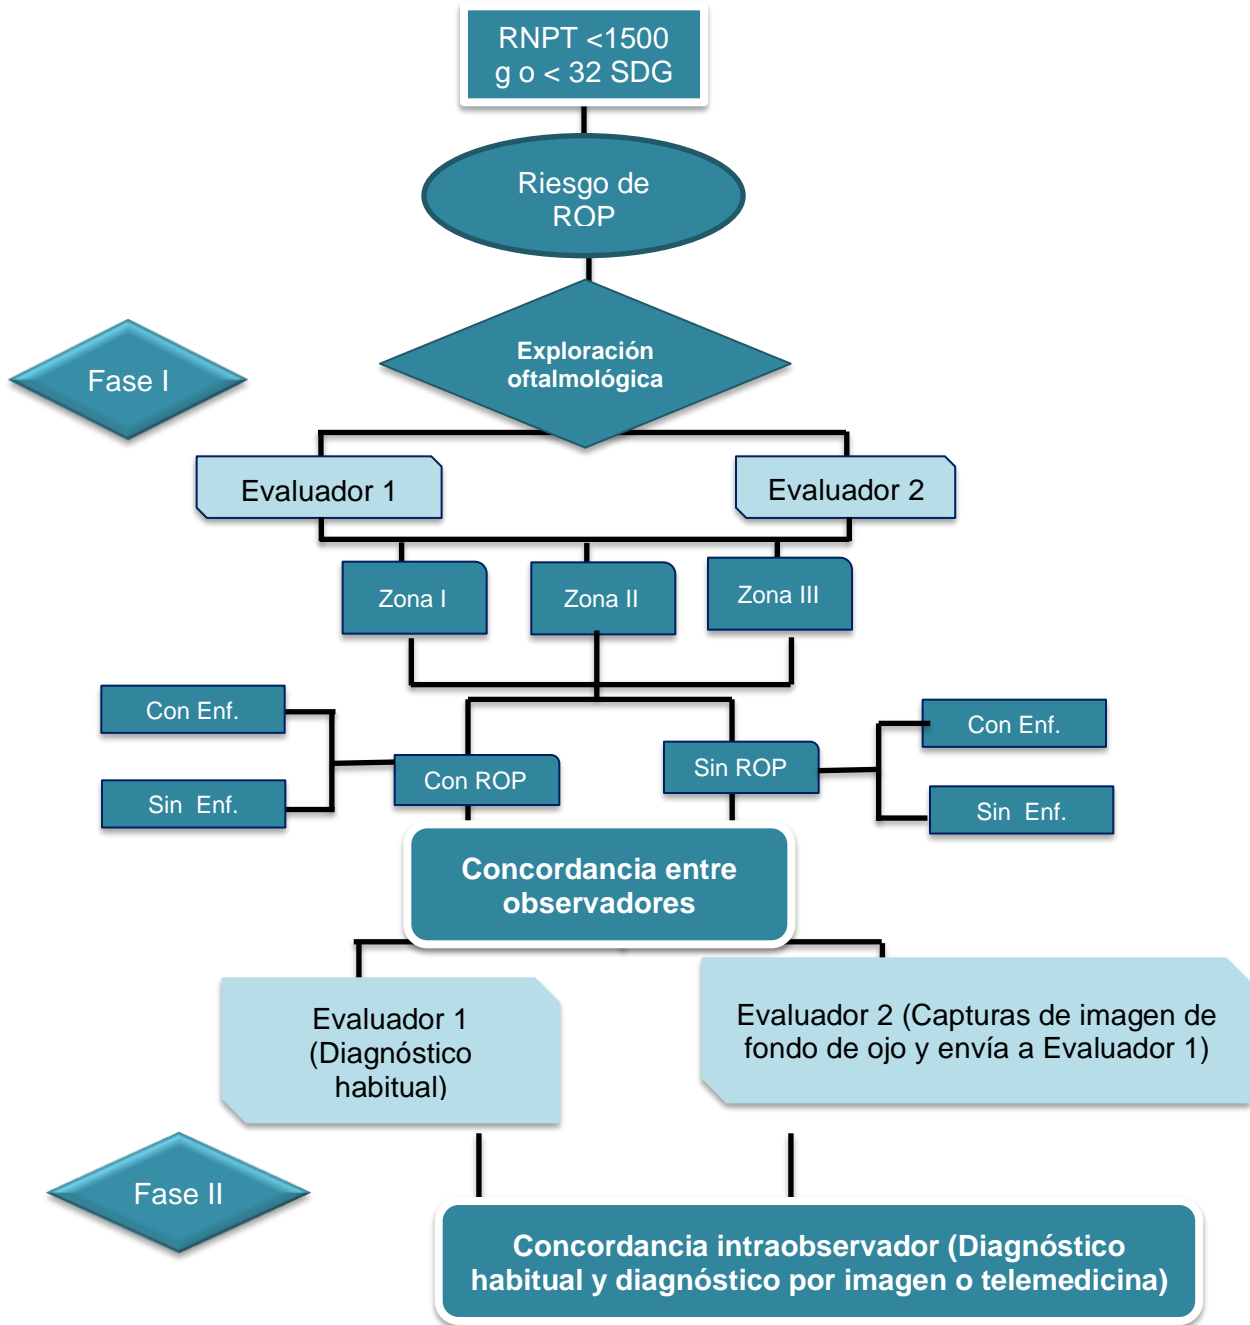 RNPT <1500
g o < 32 SDG
Riesgo de
ROP
Exploración
oftalmológica
Fase I
Evaluador 1
Evaluador 2
Zona I
Zona II
Zona III
Con Enf.
Sin Enf.
Con ROP
Sin ROP
Con Enf.
Sin Enf.
Concordancia entre
observadores
Evaluador 1
(Diagnóstico
habitual)
Evaluador 2 (Capturas de imagen de
fondo de ojo y envía a Evaluador 1)
Fase II
Concordancia intraobservador (Diagnóstico
habitual y diagnóstico por imagen o telemedicina)